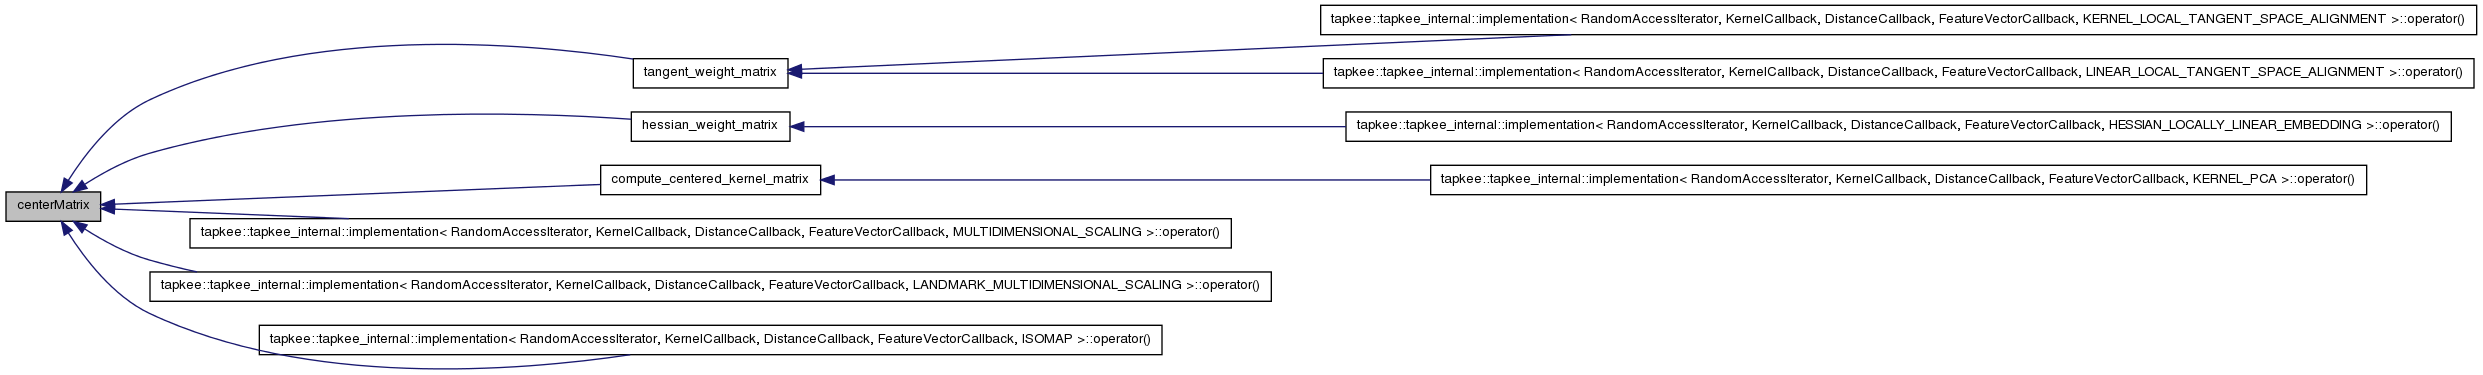 tapkee::tapkee_internal::implementation< RandomAccessIterator, KernelCallback, DistanceCallback, FeatureVectorCallback, KERNEL_LOCAL_TANGENT_SPACE_ALIGNMENT >::operator()
tangent_weight_matrix
tapkee::tapkee_internal::implementation< RandomAccessIterator, KernelCallback, DistanceCallback, FeatureVectorCallback, LINEAR_LOCAL_TANGENT_SPACE_ALIGNMENT >::operator()
hessian_weight_matrix
tapkee::tapkee_internal::implementation< RandomAccessIterator, KernelCallback, DistanceCallback, FeatureVectorCallback, HESSIAN_LOCALLY_LINEAR_EMBEDDING >::operator()
compute_centered_kernel_matrix
tapkee::tapkee_internal::implementation< RandomAccessIterator, KernelCallback, DistanceCallback, FeatureVectorCallback, KERNEL_PCA >::operator()
centerMatrix
tapkee::tapkee_internal::implementation< RandomAccessIterator, KernelCallback, DistanceCallback, FeatureVectorCallback, MULTIDIMENSIONAL_SCALING >::operator()
tapkee::tapkee_internal::implementation< RandomAccessIterator, KernelCallback, DistanceCallback, FeatureVectorCallback, LANDMARK_MULTIDIMENSIONAL_SCALING >::operator()
tapkee::tapkee_internal::implementation< RandomAccessIterator, KernelCallback, DistanceCallback, FeatureVectorCallback, ISOMAP >::operator()